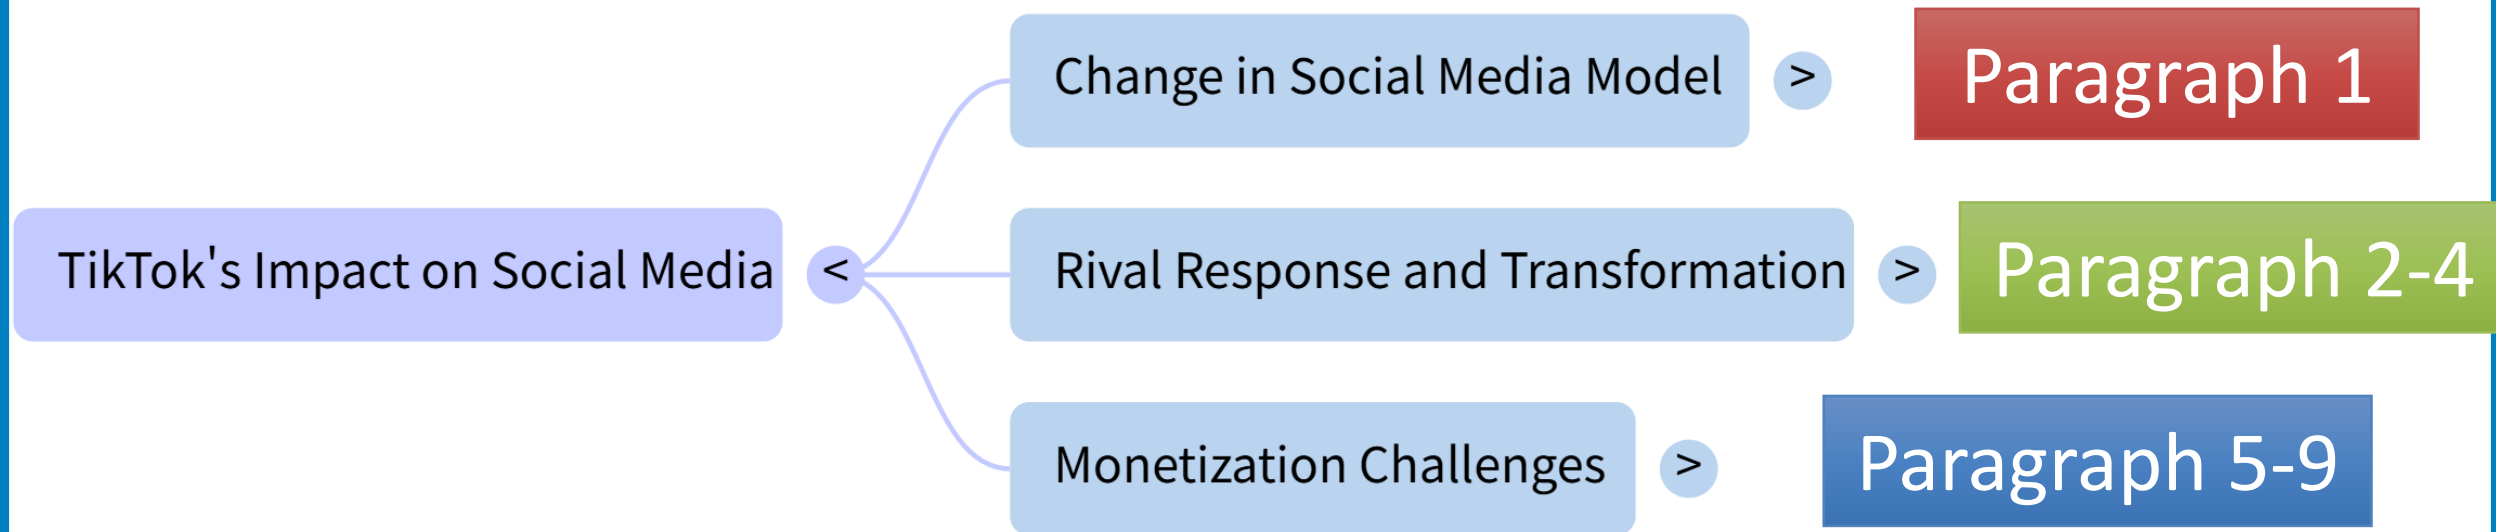 Change in Social Media Model > Paragraph 1
TikTok's Impact on Social Media < Rival Response and Transformation > Paragraph 2-4
Monetization Challenges > Paragraph 5-9